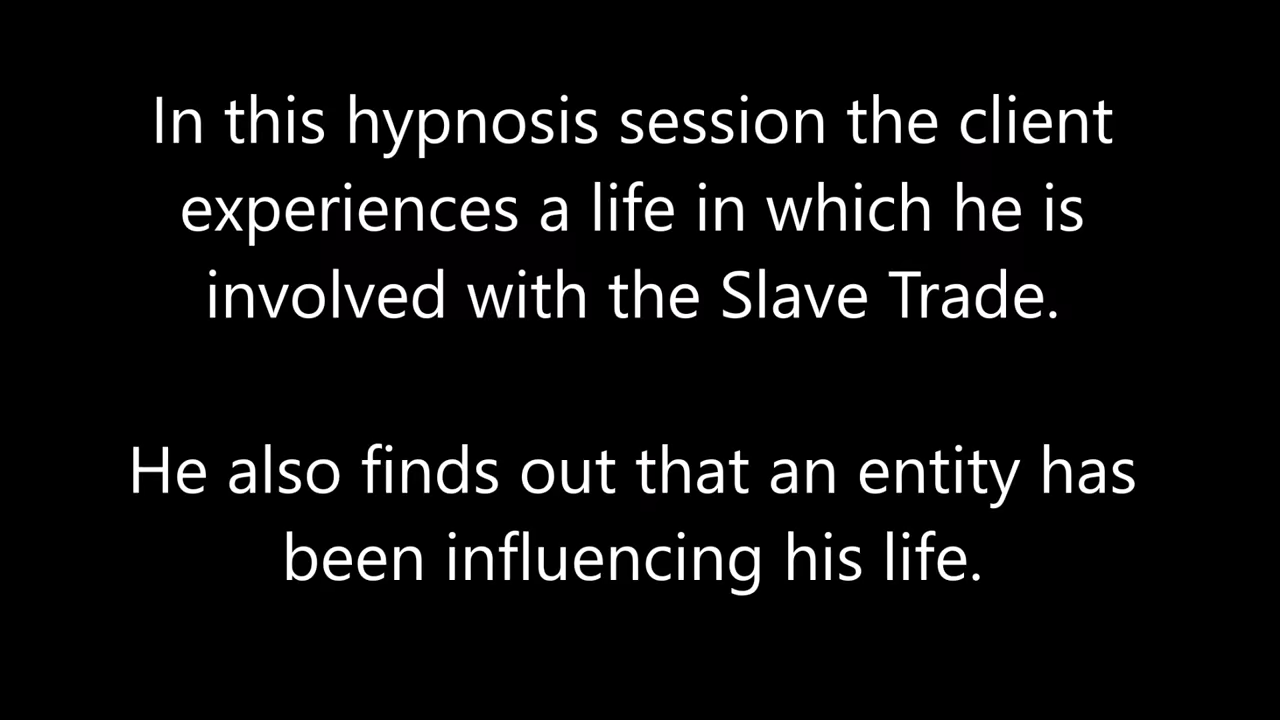 In this hypnosis session the client
experiences a life in which he is
involved with the Slave Trade.
He also finds out that an entity has
been influencing his life.